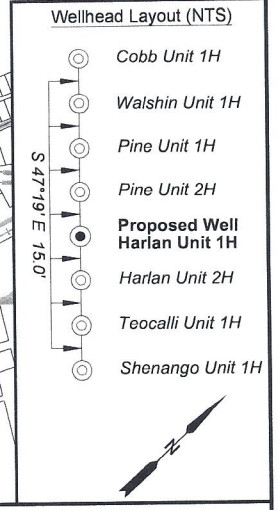 Wellhead Layout (NTS)
Cobb Unit 1H
Walshin Unit 1H
Pine Unit 1H
Pine Unit 2H
Proposed Well
Harlan Unit 1H
Harlan Unit 2H
Teocalli Unit 1H
Shenango Unit 1H
S 47°19' E 15.0'
N